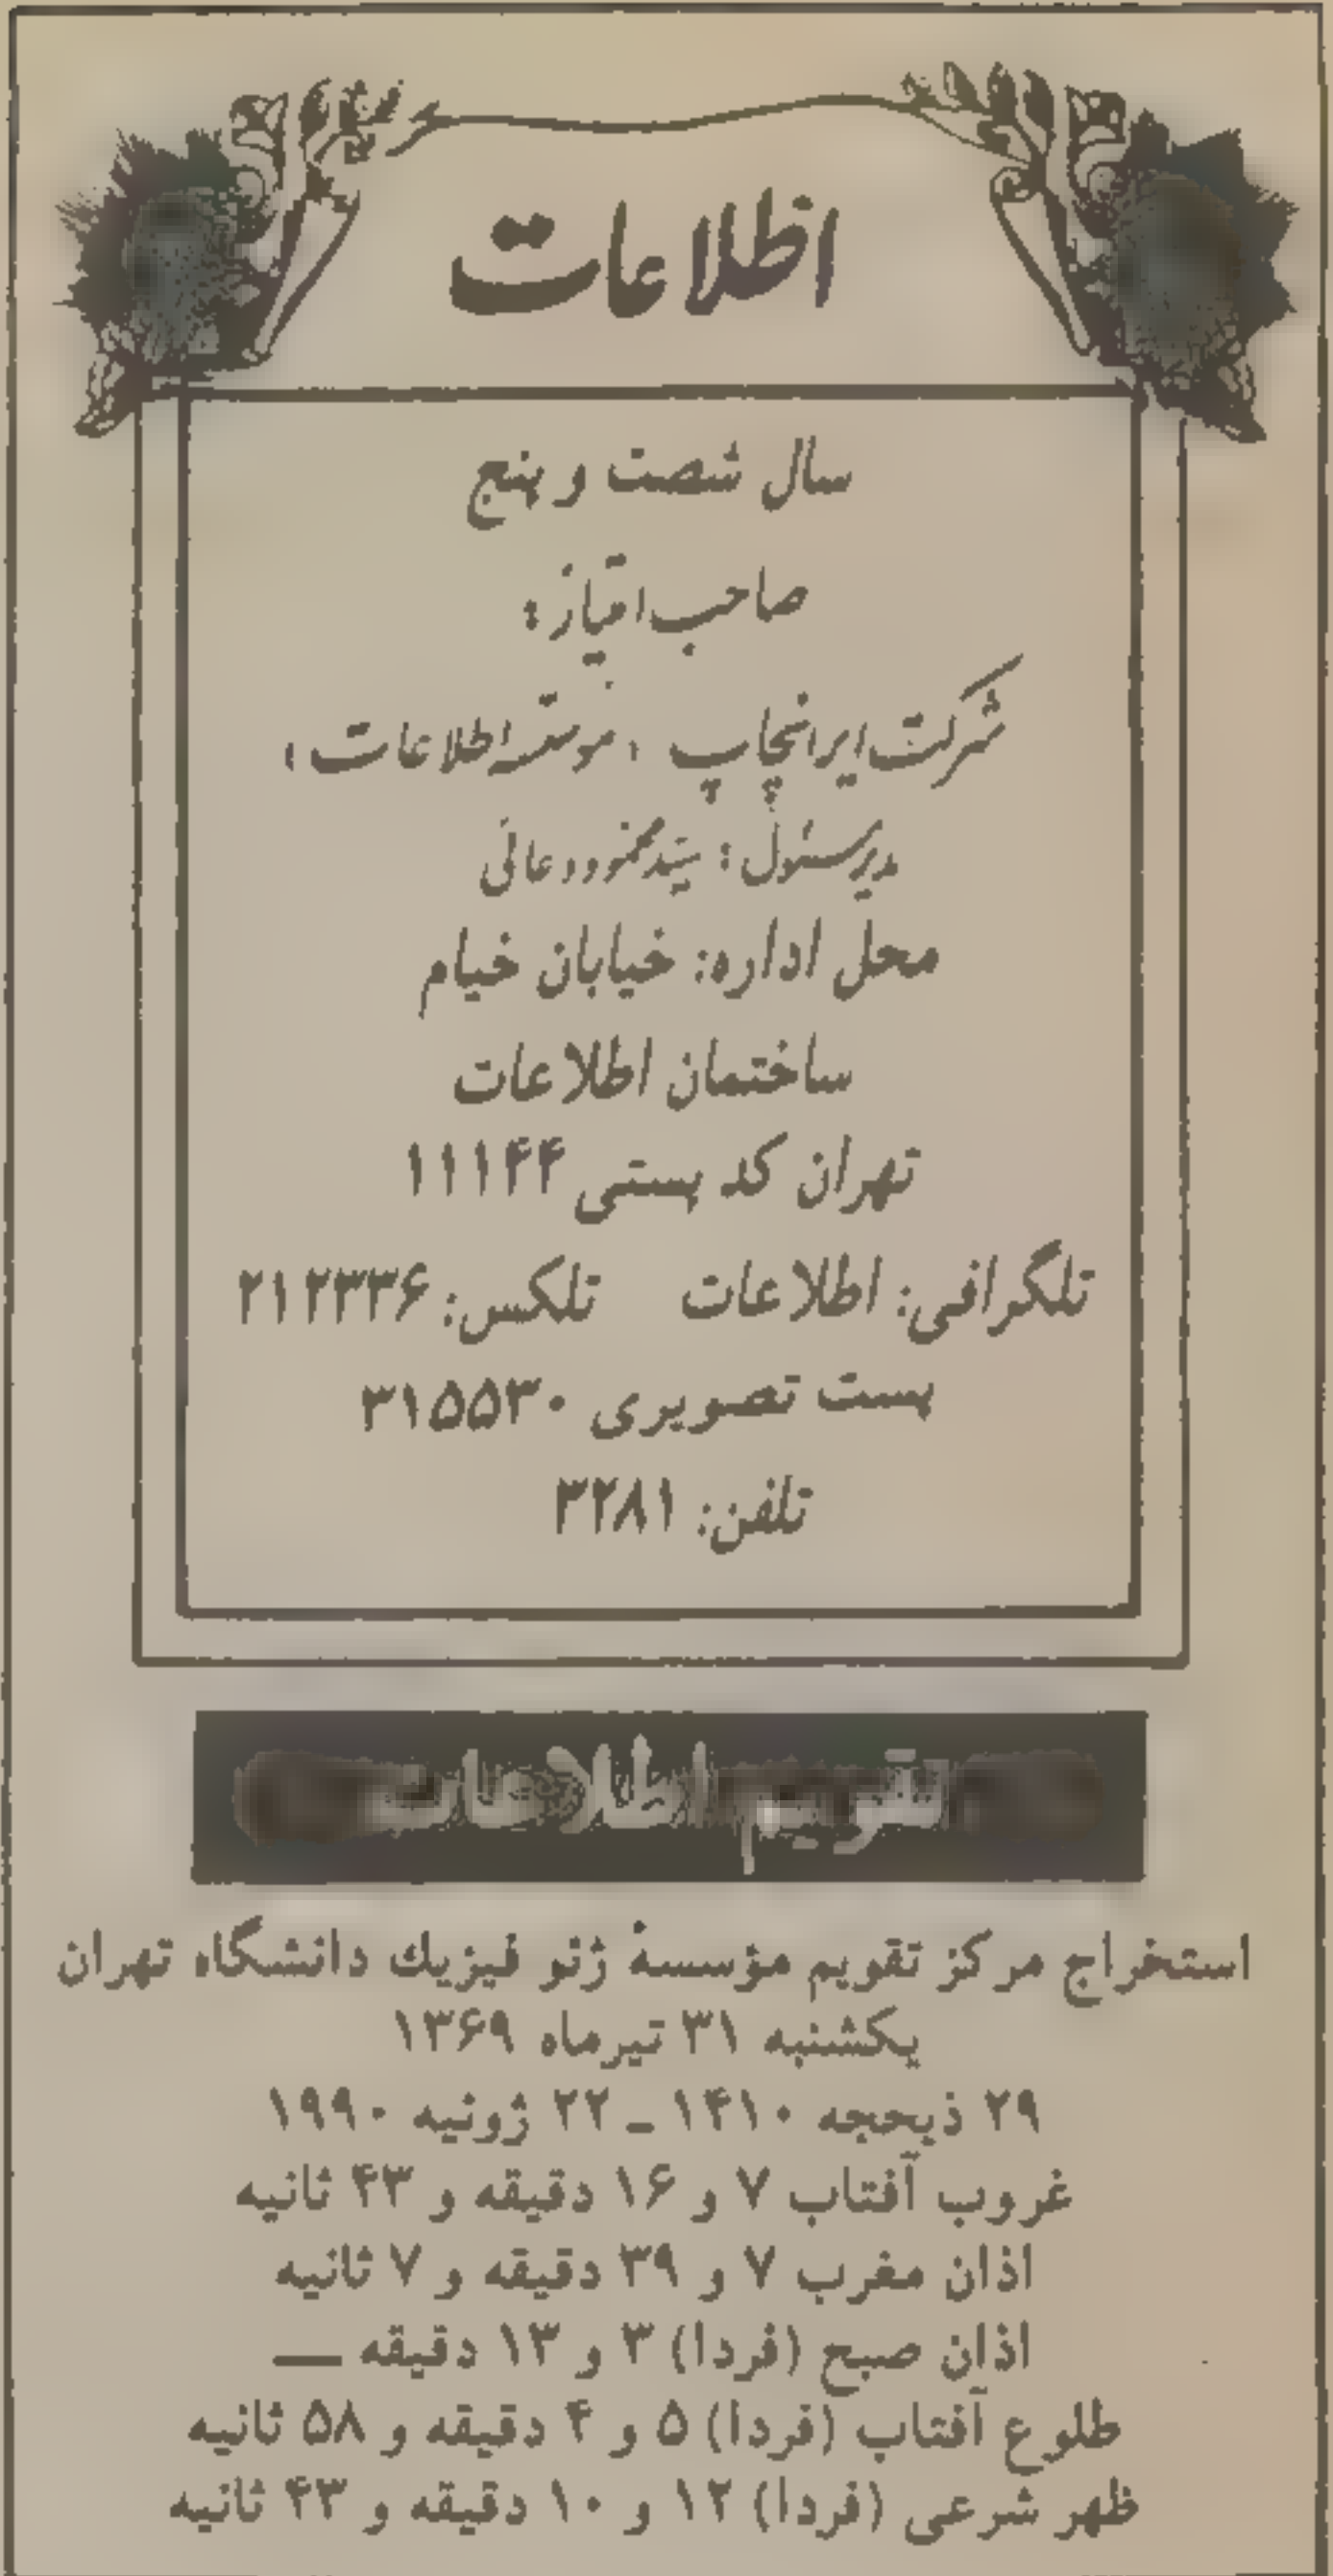 اطلاعات
سال شصت و پنج
صاحب امتیاز:
شرکت ایرانچاپ «موسسه اطلاعات»
مدیر مسئول: سید محمود دعائی
محل اداره: خیابان خیام
ساختمان اطلاعات
تهران کد پستی ۱۱۱۴۴
تلگرافی: اطلاعات تلکس: ۲۱۲۳۳۶
پست تصویری ۳۱۵۵۳۰
تلفن: ۳۲۸۱
تقویم اطلاعات
استخراج مرکز تقویم مؤسسهٔ ژئو فیزیك دانشگاه تهران
یکشنبه ۳۱ تیرماه ۱۳۶۹
۲۹ ذیحجه ۱۴۱۰ ـ ۲۲ ژوئیه ۱۹۹۰
غروب آفتاب ۷ و ۱۶ دقیقه و ۴۳ ثانیه
اذان مغرب ۷ و ۳۹ دقیقه و ۷ ثانیه
اذان صبح (فردا) ۳ و ۱۳ دقیقه —
طلوع آفتاب (فردا) ۵ و ۴ دقیقه و ۵۸ ثانیه
ظهر شرعی (فردا) ۱۲ و ۱۰ دقیقه و ۴۳ ثانیه